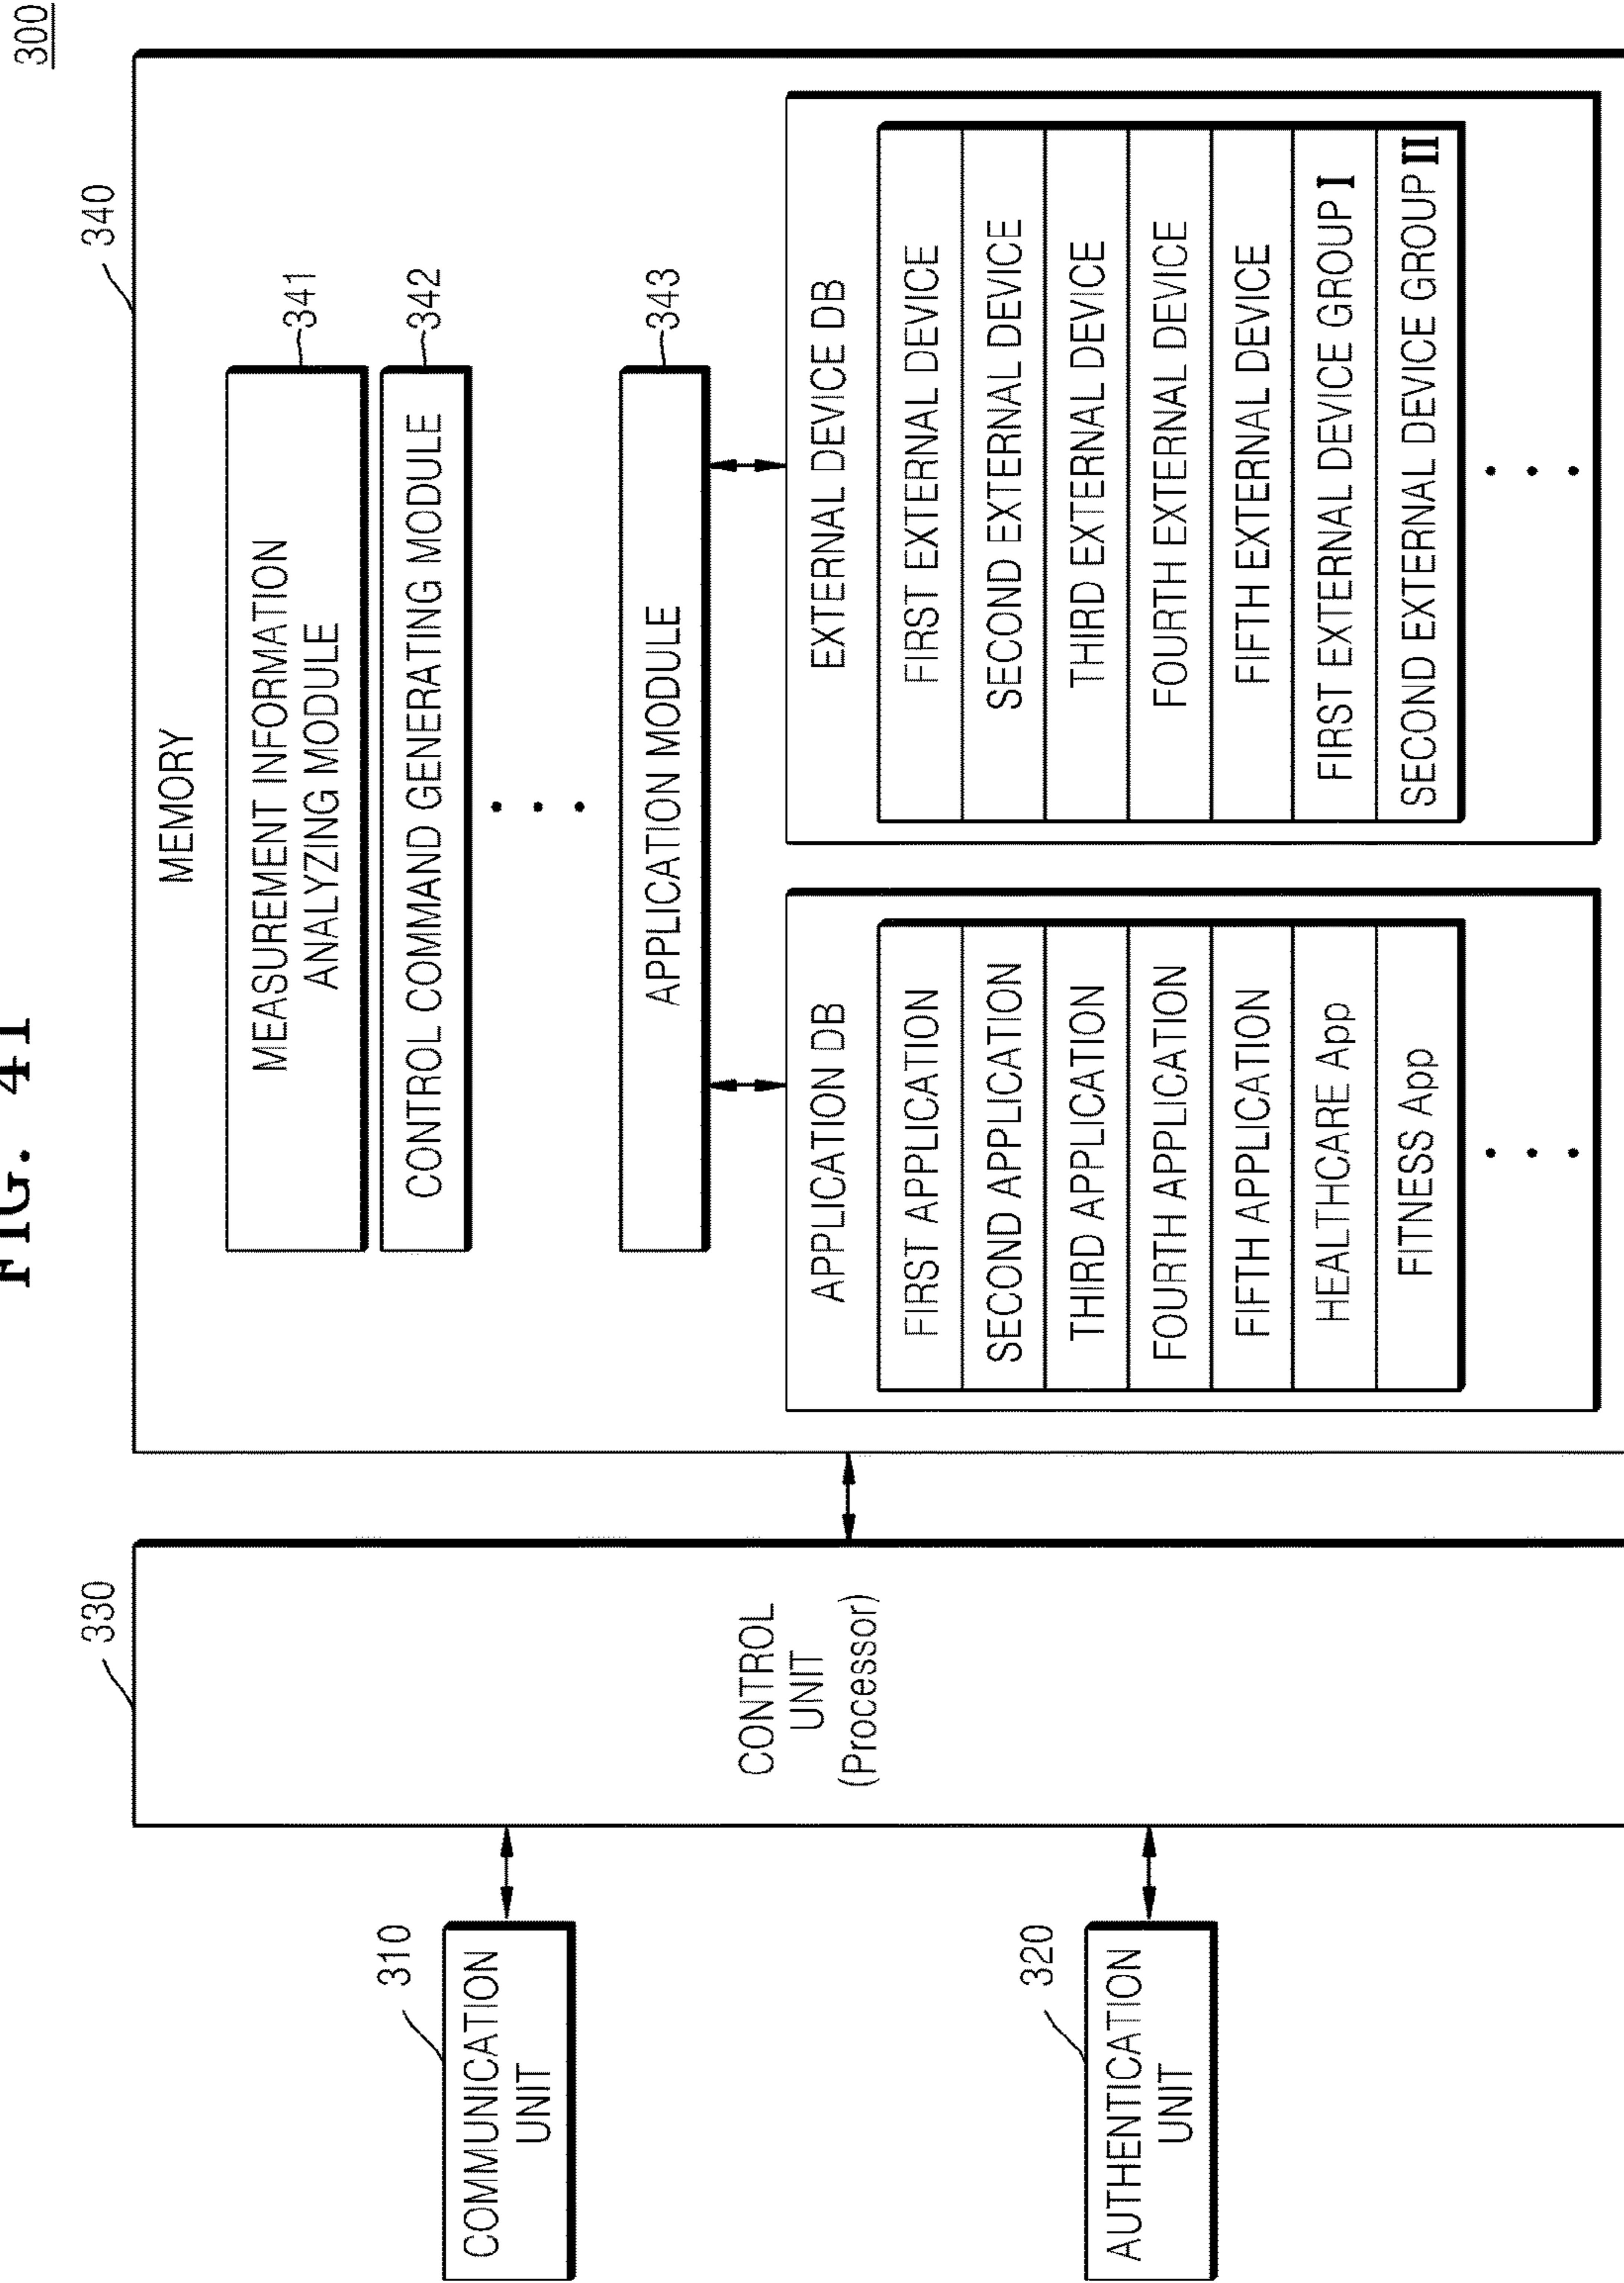 FIG. 41
300
310
COMMUNICATION
UNIT
320
AUTHENTICATION
UNIT
330
CONTROL
UNIT
(Processor)
340
MEMORY
MEASUREMENT INFORMATION
ANALYZING MODULE
341
CONTROL COMMAND GENERATING MODULE
342
APPLICATION MODULE
343
APPLICATION DB
FIRST APPLICATION
SECOND APPLICATION
THIRD APPLICATION
FOURTH APPLICATION
FIFTH APPLICATION
HEALTHCARE App
FITNESS App
EXTERNAL DEVICE DB
FIRST EXTERNAL DEVICE
SECOND EXTERNAL DEVICE
THIRD EXTERNAL DEVICE
FOURTH EXTERNAL DEVICE
FIFTH EXTERNAL DEVICE
FIRST EXTERNAL DEVICE GROUP I
SECOND EXTERNAL DEVICE GROUP II